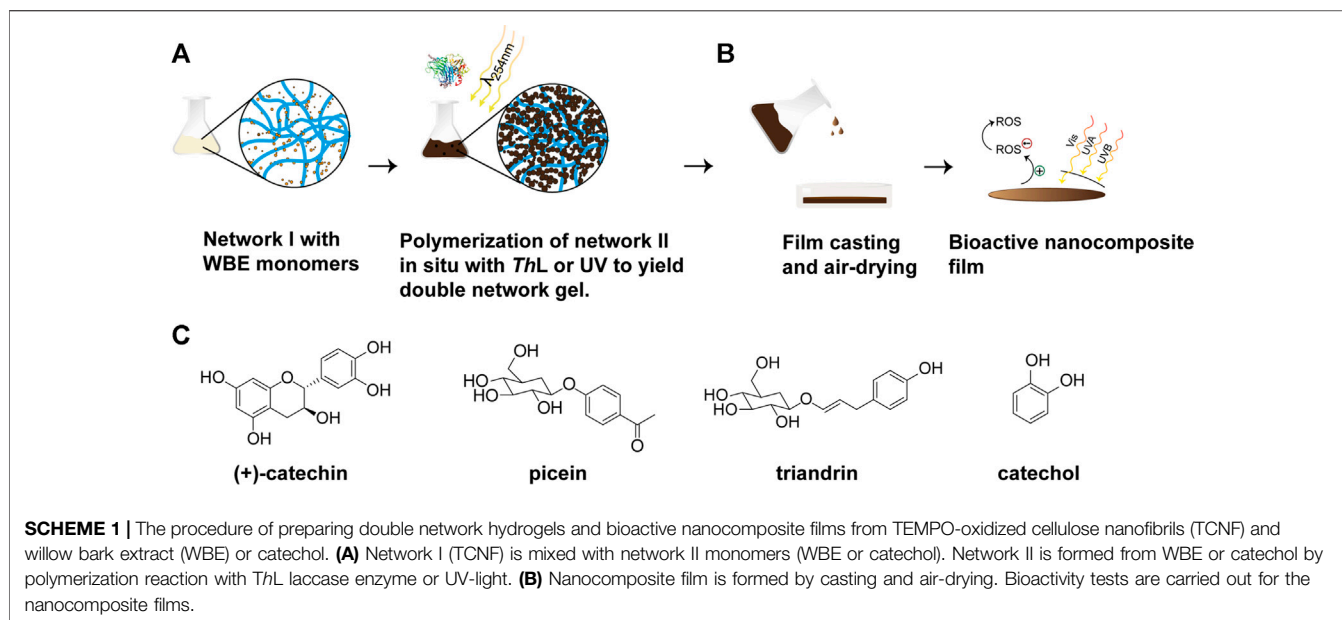 A
λ254nm
B
ROS
ROS
Vis
UVA
UVB
Network I with
WBE monomers
Polymerization of network II
in situ with ThL or UV to yield
double network gel.
Film casting
and air-drying
Bioactive nanocomposite
film
C
OH
HO
O
OH
OH
OH
OH
HO
HO
OH
O
O
OH
HO
HO
OH
O
OH
OH
OH
(+)-catechin
picein
triandrin
catechol
SCHEME 1 | The procedure of preparing double network hydrogels and bioactive nanocomposite films from TEMPO-oxidized cellulose nanofibrils (TCNF) and
willow bark extract (WBE) or catechol. (A) Network I (TCNF) is mixed with network II monomers (WBE or catechol). Network II is formed from WBE or catechol by
polymerization reaction with ThL laccase enzyme or UV-light. (B) Nanocomposite film is formed by casting and air-drying. Bioactivity tests are carried out for the
nanocomposite films.